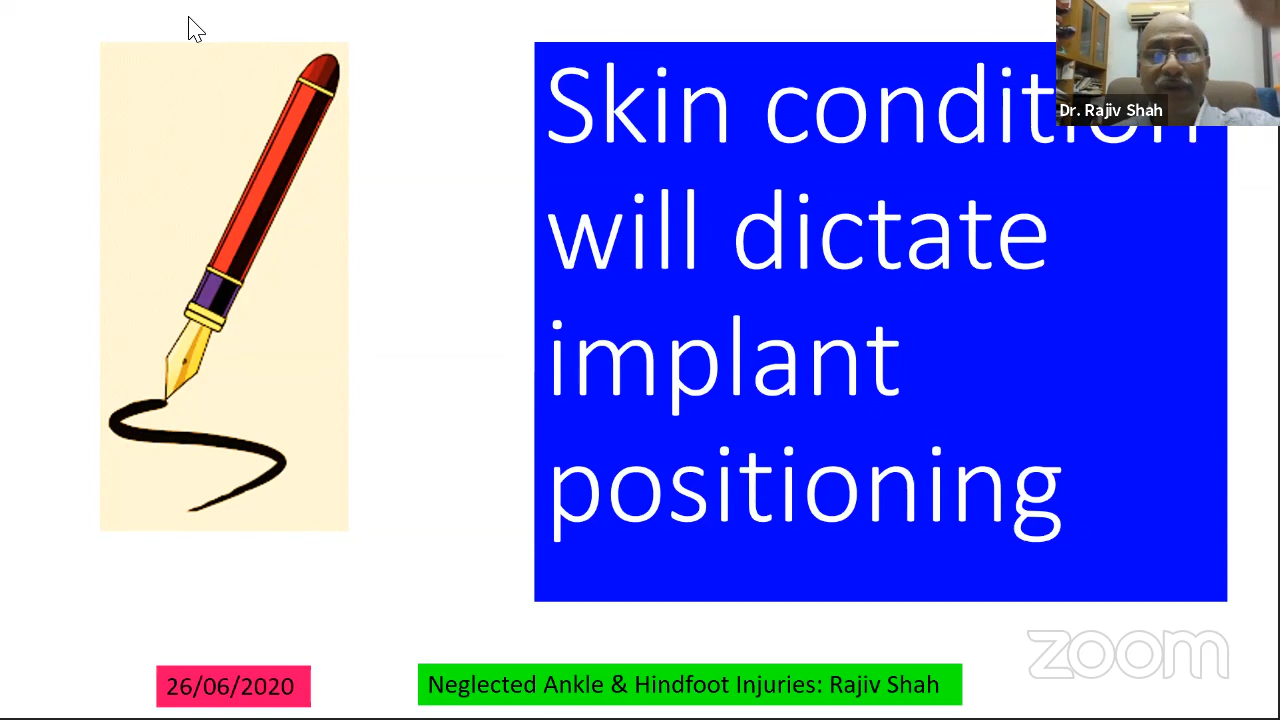 Skin condition
will dictate
implant
positioning
Dr. Rajiv Shah
zoom
26/06/2020
Neglected Ankle & Hindfoot Injuries: Rajiv Shah